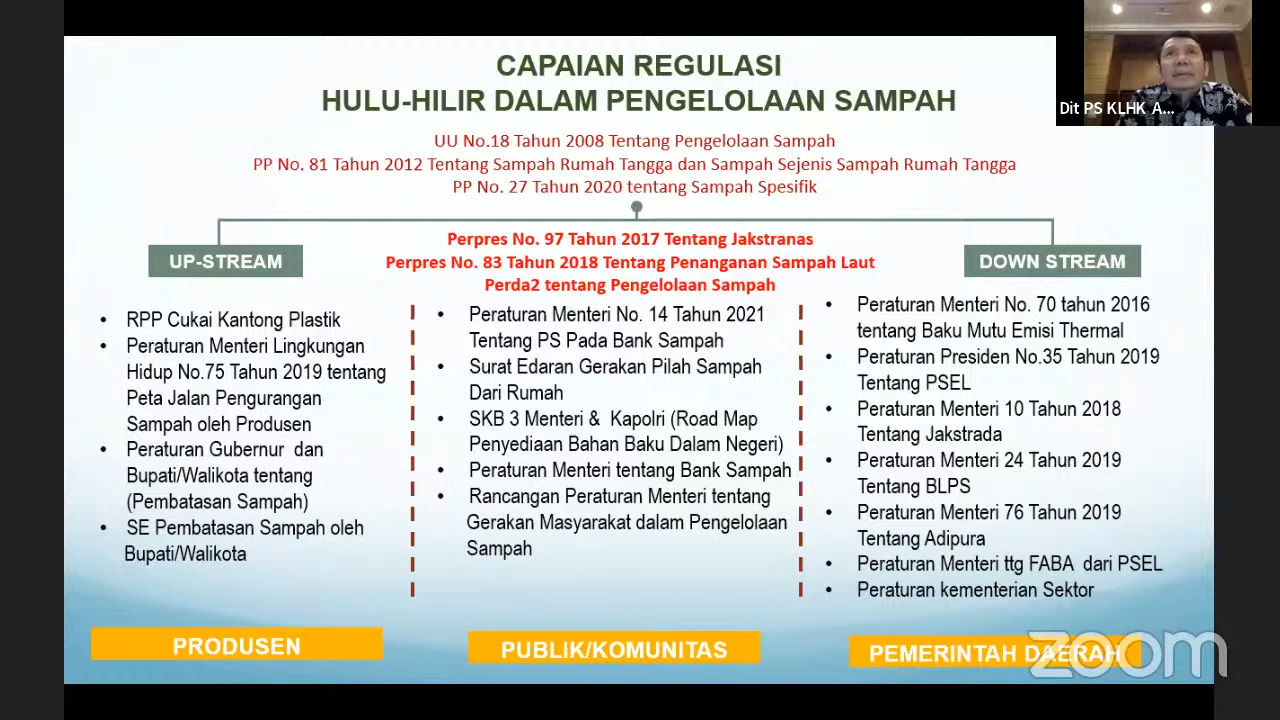 CAPAIAN REGULASI
HULU-HILIR DALAM PENGELOLAAN SAMPAH
Dit PS KLHK A...
UU No.18 Tahun 2008 Tentang Pengelolaan Sampah
PP No. 81 Tahun 2012 Tentang Sampah Rumah Tangga dan Sampah Sejenis Sampah Rumah Tangga
PP No. 27 Tahun 2020 tentang Sampah Spesifik
Perpres No. 97 Tahun 2017 Tentang Jakstranas
Perpres No. 83 Tahun 2018 Tentang Penanganan Sampah Laut
Perda2 tentang Pengelolaan Sampah
UP-STREAM
• RPP Cukai Kantong Plastik
• Peraturan Menteri Lingkungan
Hidup No.75 Tahun 2019 tentang
Peta Jalan Pengurangan
Sampah oleh Produsen
• Peraturan Gubernur dan
Bupati/Walikota tentang
(Pembatasan Sampah)
• SE Pembatasan Sampah oleh
Bupati/Walikota
PRODUSEN
• Peraturan Menteri No. 14 Tahun 2021
Tentang PS Pada Bank Sampah
• Surat Edaran Gerakan Pilah Sampah
Dari Rumah
• SKB 3 Menteri & Kapolri (Road Map
Penyediaan Bahan Baku Dalam Negeri)
• Peraturan Menteri tentang Bank Sampah
• Rancangan Peraturan Menteri tentang
Gerakan Masyarakat dalam Pengelolaan
Sampah
PUBLIK/KOMUNITAS
DOWN STREAM
• Peraturan Menteri No. 70 tahun 2016
tentang Baku Mutu Emisi Thermal
• Peraturan Presiden No.35 Tahun 2019
Tentang PSEL
• Peraturan Menteri 10 Tahun 2018
Tentang Jakstrada
• Peraturan Menteri 24 Tahun 2019
Tentang BLPS
• Peraturan Menteri 76 Tahun 2019
Tentang Adipura
• Peraturan Menteri ttg FABA dari PSEL
• Peraturan kementerian Sektor
PEMERINTAH DAERAH
zoom